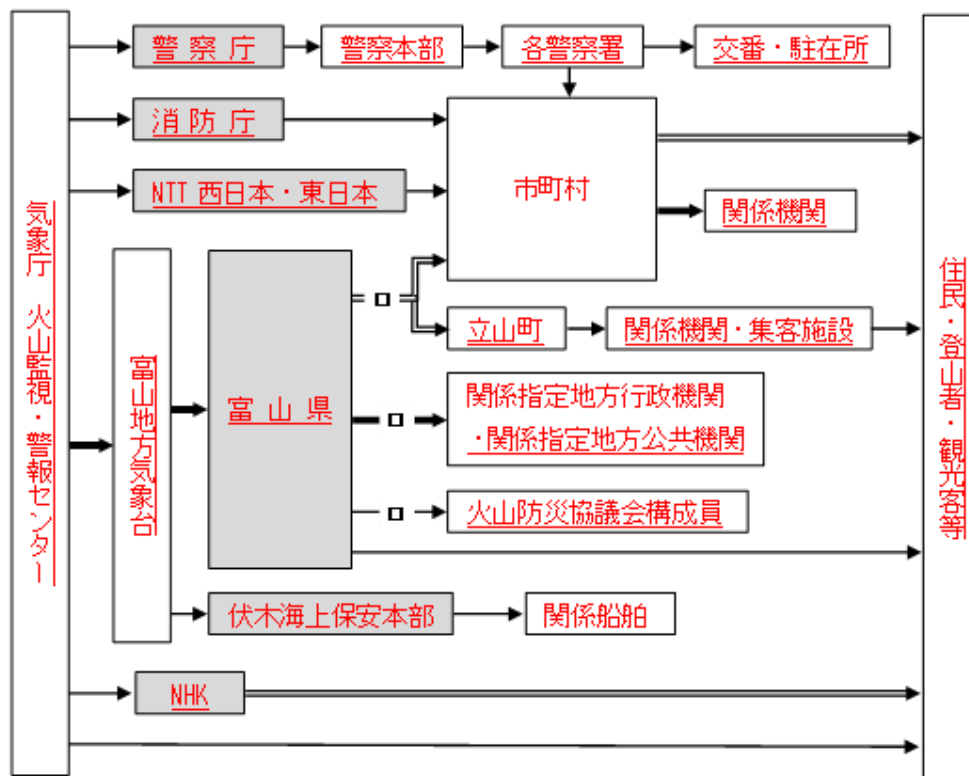 警察庁
警察本部
各警察署
交番・駐在所
消防庁
市町村
NTT 西日本・東日本
関係機関
気象庁　火山監視・警報センター
富山地方気象台
富山県
立山町
関係機関・集客施設
関係指定地方行政機関
・関係指定地方公共機関
火山防災協議会構成員
伏木海上保安本部
関係船舶
NHK
住民・登山者・観光客等